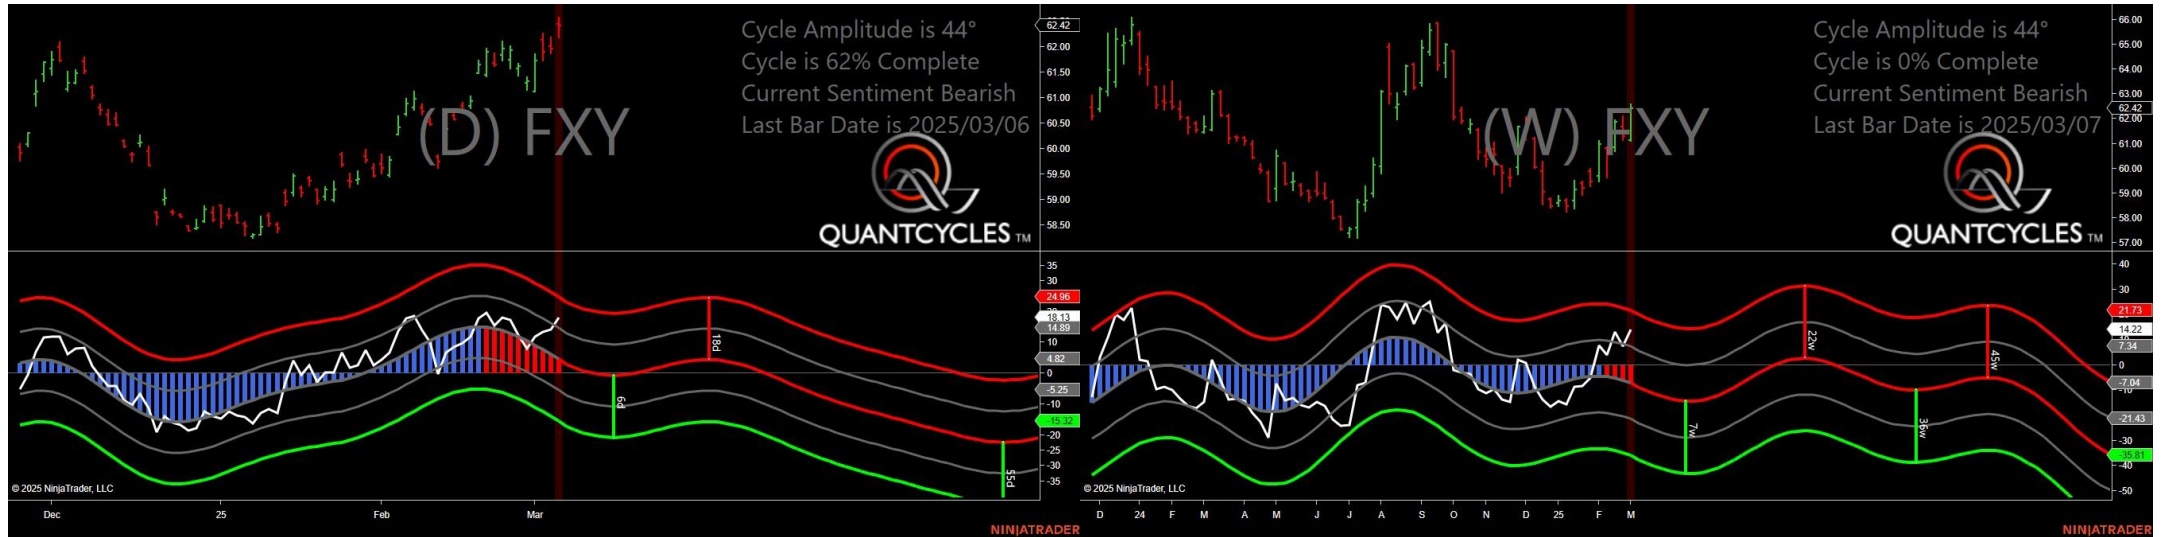 Cycle Amplitude is 44°
Cycle is 62% Complete
Current Sentiment Bearish
Last Bar Date is 2025/03/06
(D) FXY
QUANTCYCLES TM
62.42
62.00
61.50
61.00
60.50
60.00
59.50
59.00
58.50
35
30
24.96
18.13
14.89
10
4.82
0
-5.25
-10
-15.32
-20
-25
-30
-35
6d
18d
55d
© 2025 NinjaTrader, LLC
Dec 25 Feb Mar
NINJATRADER
Cycle Amplitude is 44°
Cycle is 0% Complete
Current Sentiment Bearish
Last Bar Date is 2025/03/07
(W) FXY
QUANTCYCLES TM
66.00
65.00
64.00
63.00
62.42
62.00
61.00
60.00
59.00
58.00
57.00
40
30
21.73
14.22
7.34
0
-7.04
-21.43
-30
-35.81
-40
-50
7w
22w
36w
45w
© 2025 NinjaTrader, LLC
D 24 F M A M J J A S O N D 25 F M
NINJATRADER